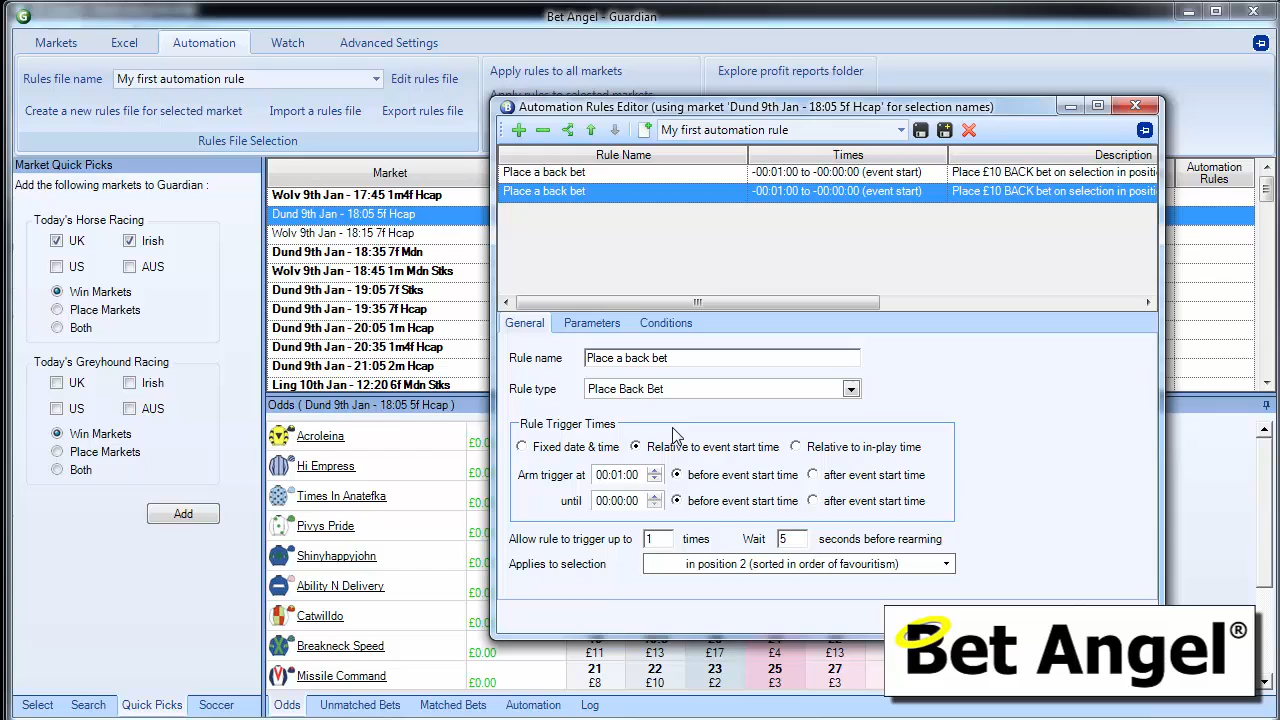 Bet Angel - Guardian
Markets Excel Automation Watch Advanced Settings
Rules file name My first automation rule Edit rules file
Create a new rules file for selected market Import a rules file Export rules file
Rules File Selection
Apply rules to all markets
Explore profit reports folder
Market Quick Picks
Add the following markets to Guardian :
Today's Horse Racing
UK Irish
US AUS
Win Markets
Place Markets
Both
Today's Greyhound Racing
UK Irish
US AUS
Win Markets
Place Markets
Both
Add
Select Search Quick Picks Soccer
Market
Wolv 9th Jan - 17:45 1m4f Hcap
Dund 9th Jan - 18:05 5f Hcap
Wolv 9th Jan - 18:15 7f Hcap
Dund 9th Jan - 18:35 7f Mdn
Wolv 9th Jan - 18:45 1m Mdn Stks
Dund 9th Jan - 19:05 7f Stks
Dund 9th Jan - 19:35 7f Hcap
Dund 9th Jan - 20:05 1m Hcap
Dund 9th Jan - 20:35 1m4f Hcap
Dund 9th Jan - 21:05 2m Hcap
Ling 10th Jan - 12:20 6f Mdn Stks
Automation
Rules
Odds ( Dund 9th Jan - 18:05 5f Hcap )
Acroleina £0.
Hi Empress £0.
Times In Anatefka £0.
Pivys Pride £0.
Shinyhappyjohn £0.
Ability N Delivery £0.
Catwilldo £0.
Breakneck Speed £0.00
£11 £13 £17 £4 £13
Missile Command £0.00
21 22 23 25 27
£8 £10 £2 £3 £3
Odds Unmatched Bets Matched Bets Automation Log
Automation Rules Editor (using market 'Dund 9th Jan - 18:05 5f Hcap' for selection names)
My first automation rule
Rule Name Times Description
Place a back bet -00:01:00 to -00:00:00 (event start) Place £10 BACK bet on selection in positi
Place a back bet -00:01:00 to -00:00:00 (event start) Place £10 BACK bet on selection in positi
General Parameters Conditions
Rule name Place a back bet
Rule type Place Back Bet
Rule Trigger Times
Fixed date & time Relative to event start time Relative to in-play time
Arm trigger at 00:01:00 before event start time after event start time
until 00:00:00 before event start time after event start time
Allow rule to trigger up to 1 times Wait 5 seconds before rearming
Applies to selection in position 2 (sorted in order of favouritism)
Bet Angel®